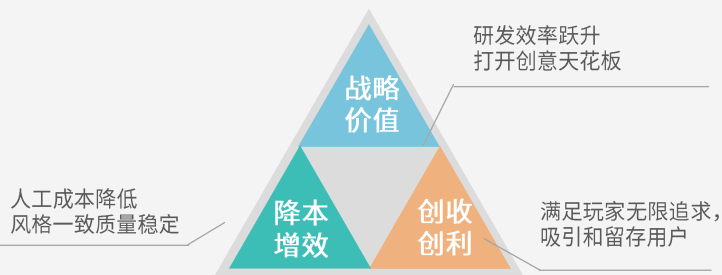 研发效率跃升
打开创意天花板
战略
价值
人工成本降低
风格一致质量稳定
降本
增效
创收
创利
满足玩家无限追求，
吸引和留存用户